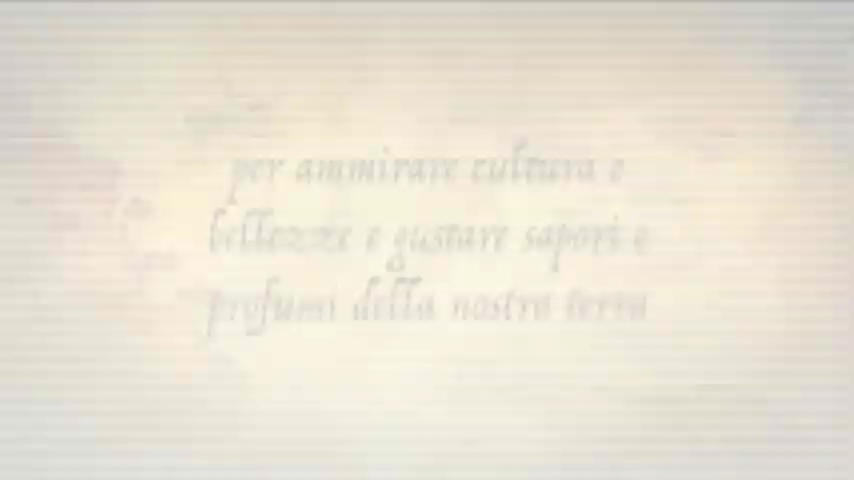 per ammirare cultura e
bellezze e gustare sapori e
profumi della nostra terra